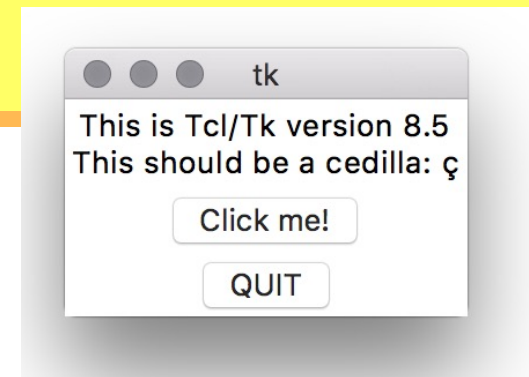 tk
This is Tcl/Tk version 8.5
This should be a cedilla: ç
Click me!
QUIT